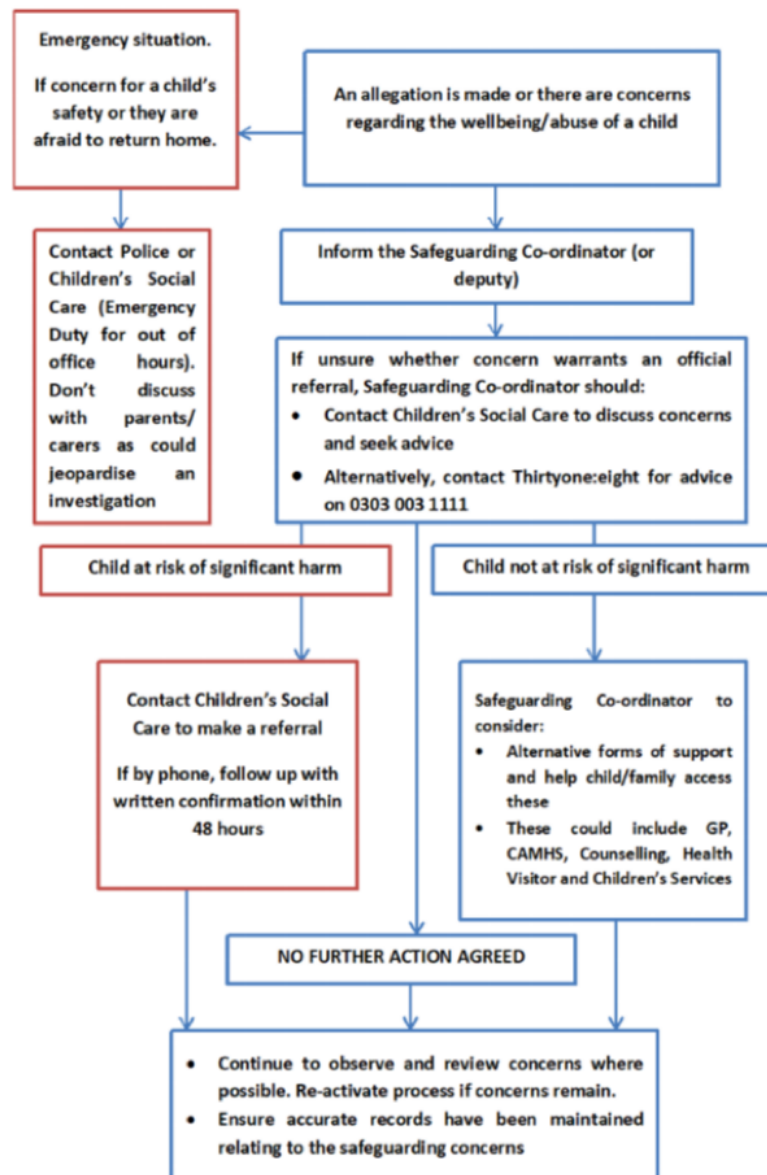 Emergency situation.
If concern for a child's
safety or they are
afraid to return home.
An allegation is made or there are concerns
regarding the wellbeing/abuse of a child
Contact Police or
Children's Social
Care (Emergency
Duty for out of
office hours).
Don't discuss
with parents/
carers as could
jeopardise an
investigation
Inform the Safeguarding Co-ordinator (or
deputy)
If unsure whether concern warrants an official
referral, Safeguarding Co-ordinator should:
• Contact Children's Social Care to discuss concerns
and seek advice
• Alternatively, contact Thirtyone:eight for advice
on 0303 003 1111
Child at risk of significant harm
Child not at risk of significant harm
Contact Children's Social
Care to make a referral
If by phone, follow up with
written confirmation within
48 hours
Safeguarding Co-ordinator to
consider:
• Alternative forms of support
and help child/family access
these
• These could include GP,
CAMHS, Counselling, Health
Visitor and Children's Services
NO FURTHER ACTION AGREED
• Continue to observe and review concerns where
possible. Re-activate process if concerns remain.
• Ensure accurate records have been maintained
relating to the safeguarding concerns